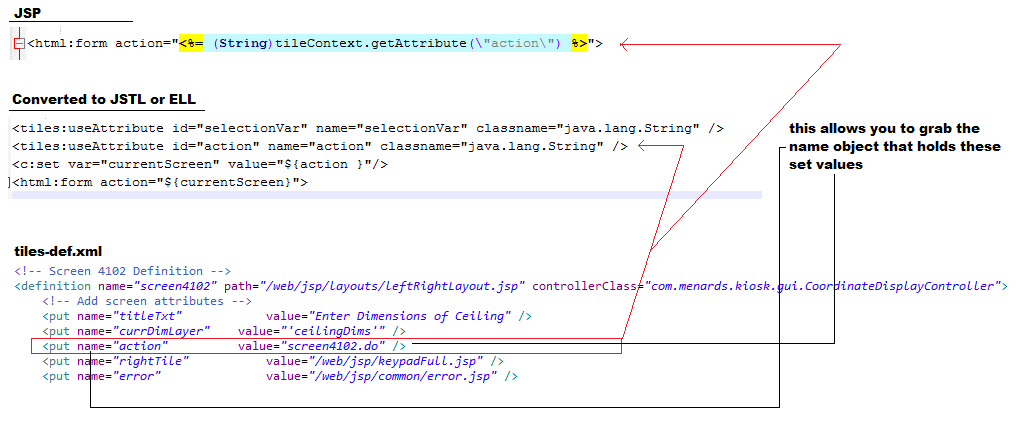 JSP
<html:form action="<%= (String)tileContext.getAttribute(\"action\") %>">
Converted to JSTL or ELL
<tiles:useAttribute id="selectionVar" name="selectionVar" classname="java.lang.String" />
<tiles:useAttribute id="action" name="action" classname="java.lang.String" />
<c:set var="currentScreen" value="${action }"/>
<html:form action="${currentScreen}">
this allows you to grab the
name object that holds these
set values
tiles-def.xml
<!-- Screen 4102 Definition -->
<definition name="screen4102" path="/web/jsp/layouts/leftRightLayout.jsp" controllerClass="com.menards.kiosk.gui.CoordinateDisplayController">
<!-- Add screen attributes -->
<put name="titleTxt" value="Enter Dimensions of Ceiling" />
<put name="currDimLayer" value="'ceilingDims'" />
<put name="action" value="screen4102.do" />
<put name="rightTile" value="/web/jsp/keypadFull.jsp" />
<put name="error" value="/web/jsp/common/error.jsp" />